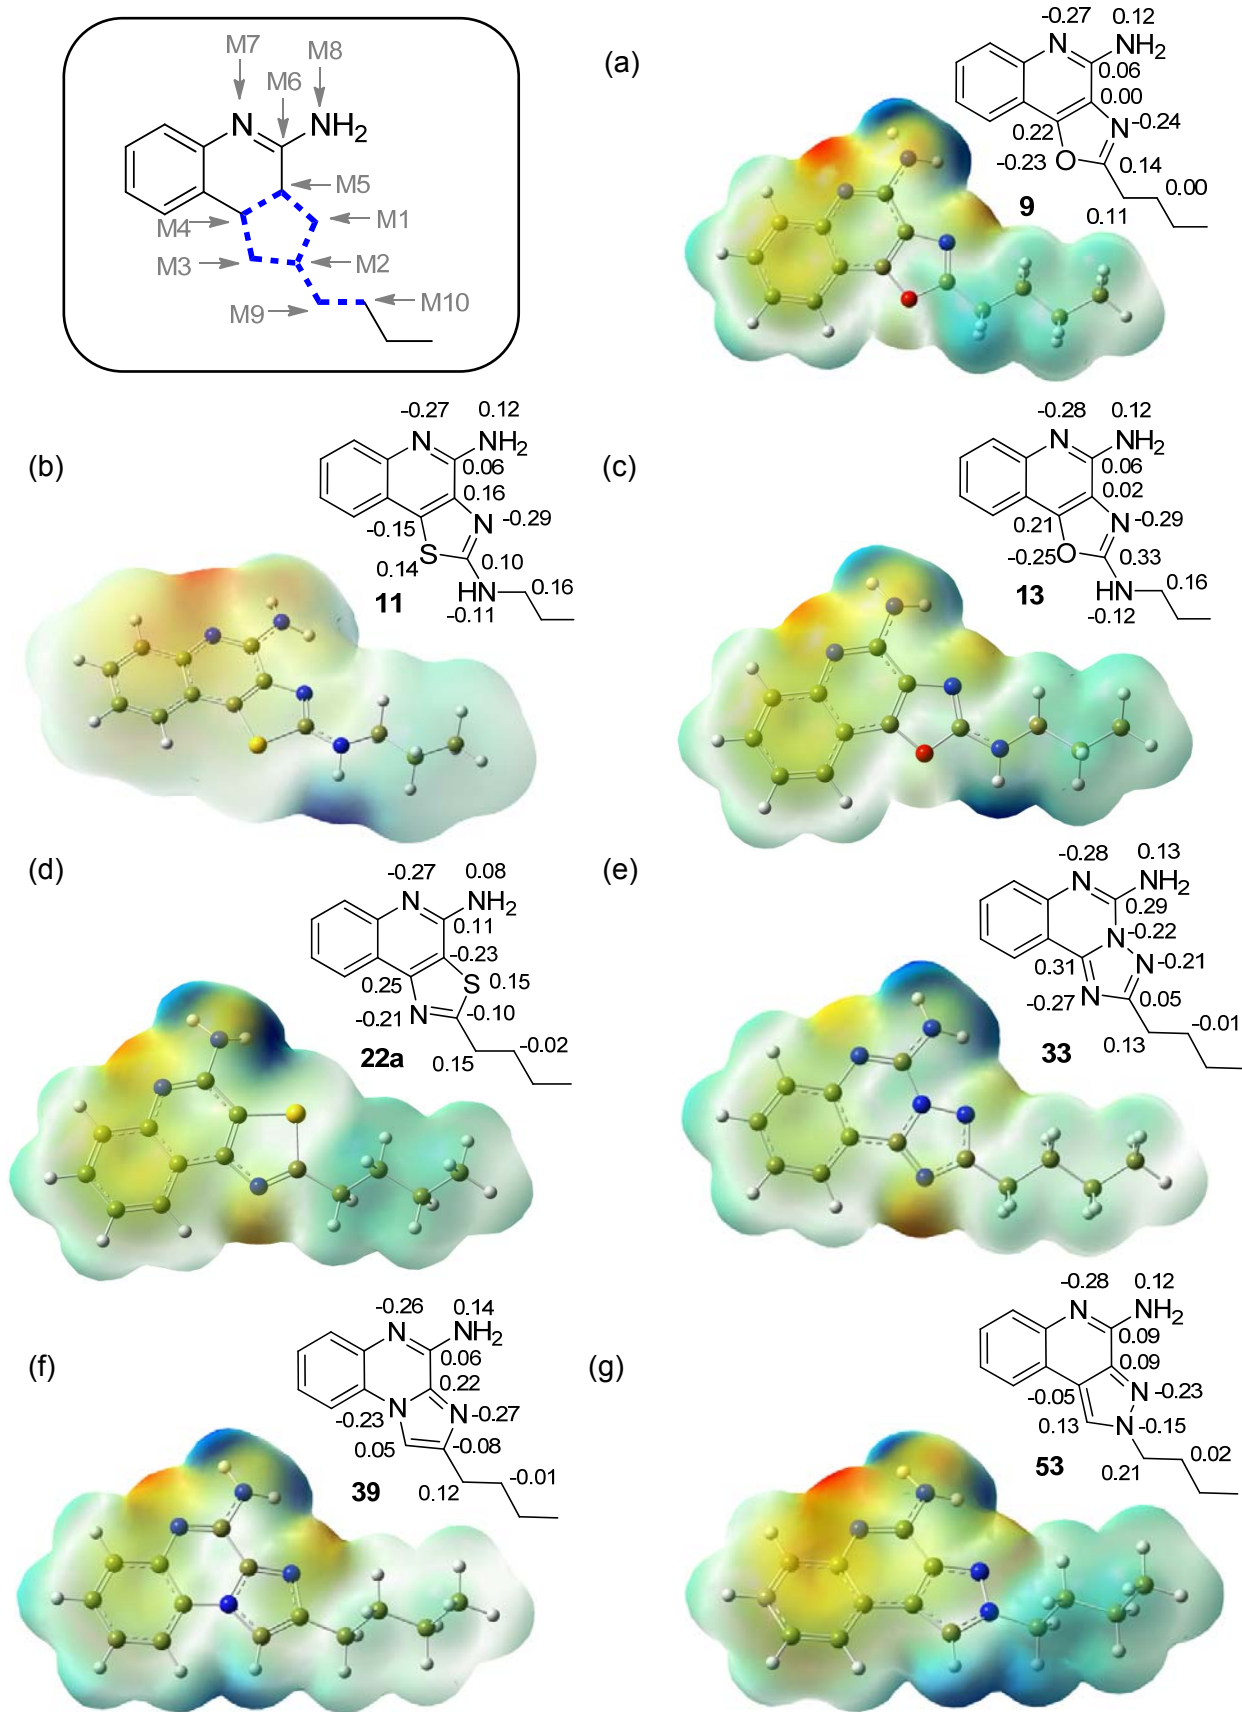 M7
M8
M6
N
NH2
M5
M4
M1
M3
M2
M9
M10
(a)
-0.27
0.12
N
NH2
0.06
0.00
0.22
N
-0.24
-0.23
O
0.14
0.00
9
0.11
(b)
-0.27
0.12
N
NH2
0.06
0.16
-0.15
N
-0.29
S
0.14
0.10
HN
0.16
11
-0.11
(c)
-0.28
0.12
N
NH2
0.06
0.02
0.21
N
-0.29
-0.25
O
0.33
HN
0.16
13
-0.12
(d)
-0.27
0.08
N
NH2
0.11
-0.23
0.25
S
0.15
-0.21
N
-0.10
-0.02
22a
0.15
(e)
-0.28
0.13
N
NH2
0.29
N
-0.22
0.31
N
-0.21
-0.27
N
0.05
-0.01
33
0.13
(f)
-0.26
0.14
N
NH2
0.06
0.22
-0.23
N
N
-0.27
0.05
-0.08
-0.01
39
0.12
(g)
-0.28
0.12
N
NH2
0.09
0.09
-0.05
N
-0.23
0.13
N
-0.15
0.02
53
0.21